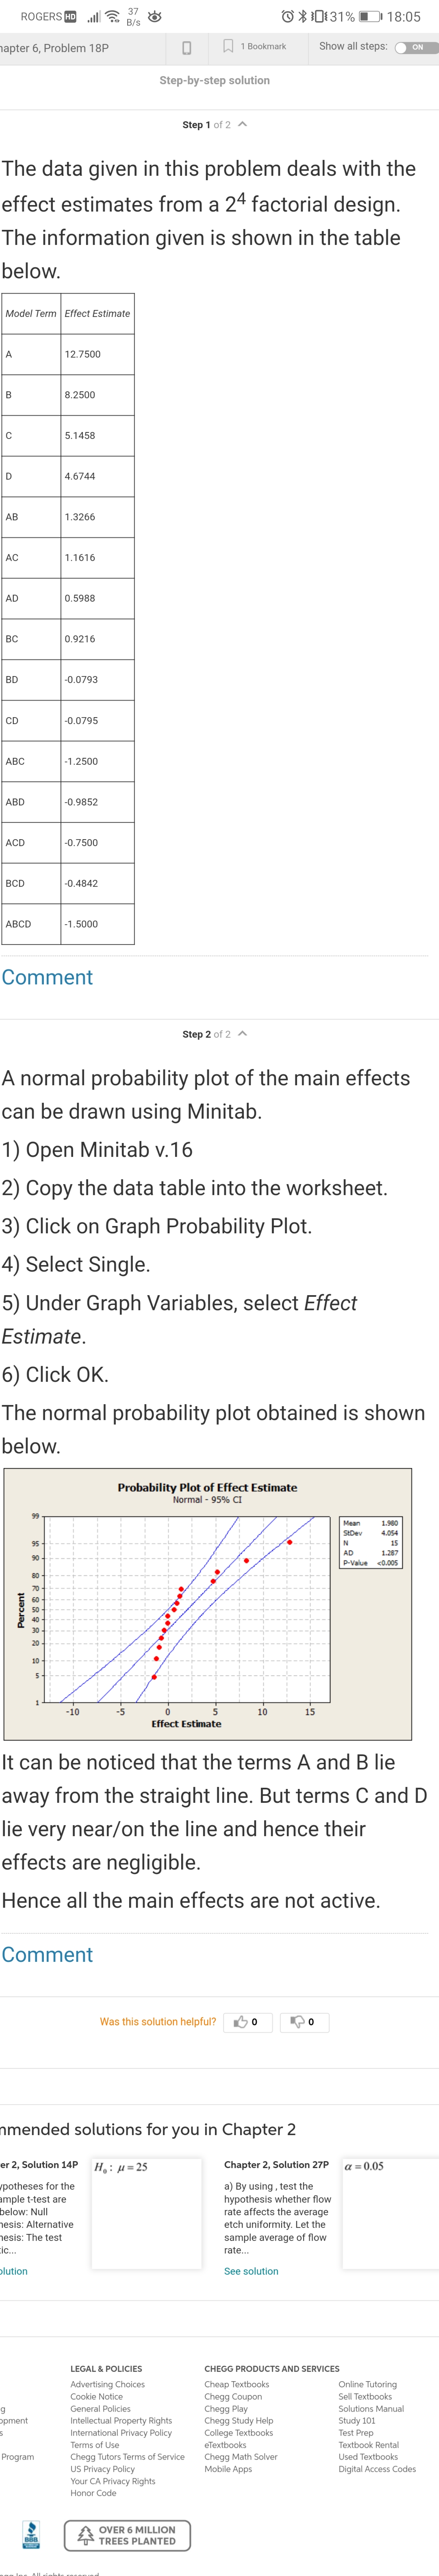 ROGERS HD 37 B/s 31% 18:05
hapter 6, Problem 18P 1 Bookmark Show all steps: ON
Step-by-step solution
Step 1 of 2
The data given in this problem deals with the
effect estimates from a 2⁴ factorial design.
The information given is shown in the table
below.
Model Term Effect Estimate
A 12.7500
B 8.2500
C 5.1458
D 4.6744
AB 1.3266
AC 1.1616
AD 0.5988
BC 0.9216
BD -0.0793
CD -0.0795
ABC -1.2500
ABD -0.9852
ACD -0.7500
BCD -0.4842
ABCD -1.5000
Comment
Step 2 of 2
A normal probability plot of the main effects
can be drawn using Minitab.
1) Open Minitab v.16
2) Copy the data table into the worksheet.
3) Click on Graph Probability Plot.
4) Select Single.
5) Under Graph Variables, select Effect
Estimate.
6) Click OK.
The normal probability plot obtained is shown
below.
Probability Plot of Effect Estimate
Normal - 95% CI
Mean 1.980
StDev 4.054
N 15
AD 1.287
P-Value <0.005
Percent
99
95
90
80
70
60
50
40
30
20
10
5
1
-10 -5 0 5 10 15
Effect Estimate
It can be noticed that the terms A and B lie
away from the straight line. But terms C and D
lie very near/on the line and hence their
effects are negligible.
Hence all the main effects are not active.
Comment
Was this solution helpful? 0 0
mmended solutions for you in Chapter 2
er 2, Solution 14P
ypotheses for the
ample t-test are
below: Null
hesis: Alternative
hesis: The test
ic...
olution
H₀ : μ = 25
Chapter 2, Solution 27P
a) By using , test the
hypothesis whether flow
rate affects the average
etch uniformity. Let the
sample average of flow
rate...
See solution
α = 0.05
g
opment
s
Program
LEGAL & POLICIES
Advertising Choices
Cookie Notice
General Policies
Intellectual Property Rights
International Privacy Policy
Terms of Use
Chegg Tutors Terms of Service
US Privacy Policy
Your CA Privacy Rights
Honor Code
CHEGG PRODUCTS AND SERVICES
Cheap Textbooks
Chegg Coupon
Chegg Play
Chegg Study Help
College Textbooks
eTextbooks
Chegg Math Solver
Mobile Apps
Online Tutoring
Sell Textbooks
Solutions Manual
Study 101
Test Prep
Textbook Rental
Used Textbooks
Digital Access Codes
BBB
OVER 6 MILLION
TREES PLANTED